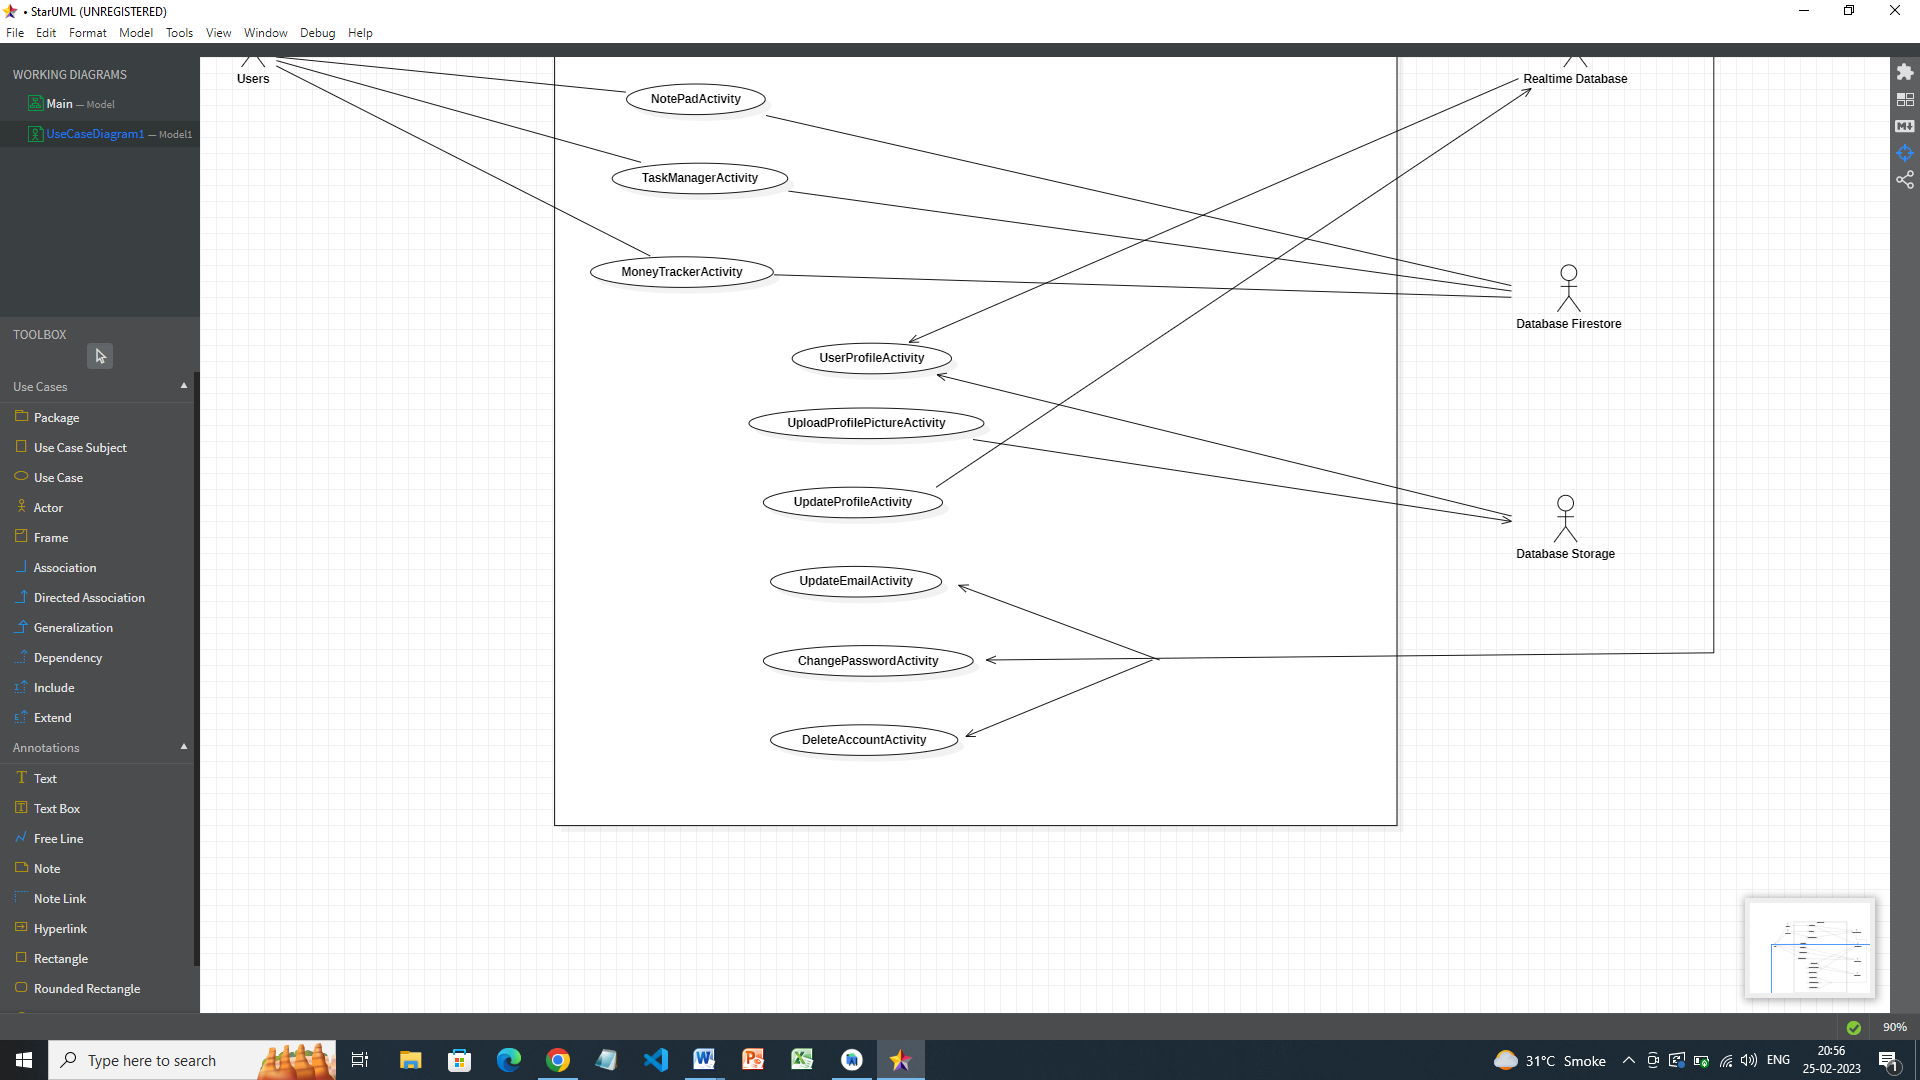 • StarUML (UNREGISTERED)
File Edit Format Model Tools View Window Debug Help
WORKING DIAGRAMS
Main — Model
UseCaseDiagram1 — Model1
TOOLBOX
Use Cases
Package
Use Case Subject
Use Case
Actor
Frame
Association
Directed Association
Generalization
Dependency
Include
Extend
Annotations
Text
Text Box
Free Line
Note
Note Link
Hyperlink
Rectangle
Rounded Rectangle
Users
Realtime Database
NotePadActivity
TaskManagerActivity
MoneyTrackerActivity
Database Firestore
UserProfileActivity
UploadProfilePictureActivity
UpdateProfileActivity
Database Storage
UpdateEmailActivity
ChangePasswordActivity
DeleteAccountActivity
90%
Type here to search
31°C Smoke
ENG
20:56
25-02-2023
1